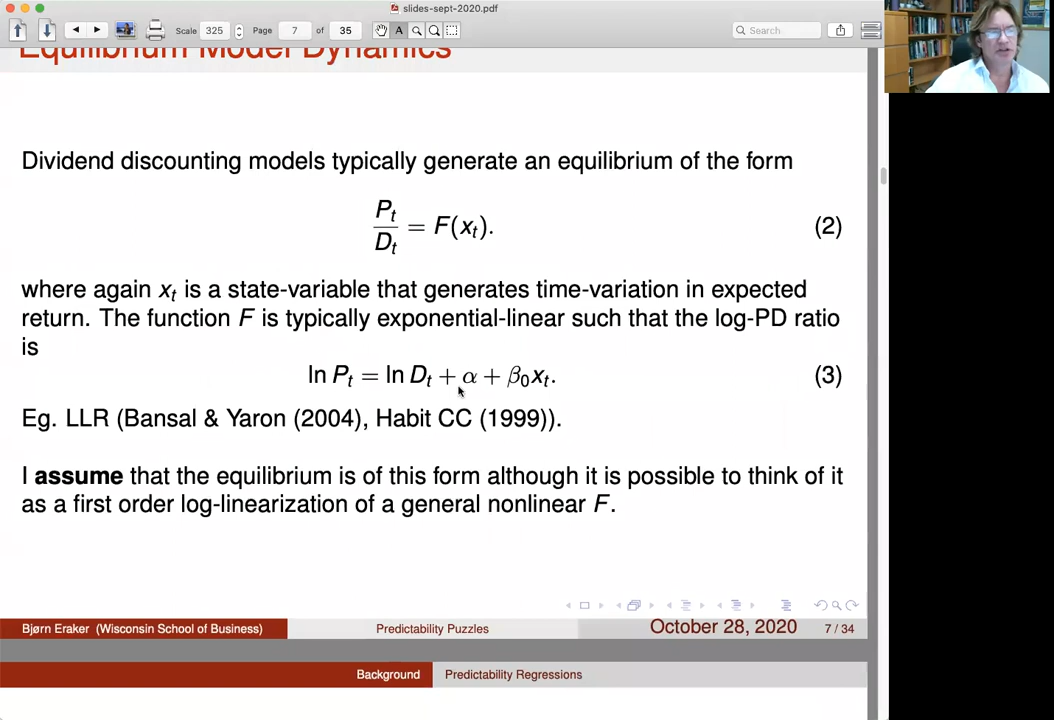 slides-sept-2020.pdf
Scale 325 Page 7 of 35 A Search
Equilibrium Model Dynamics
Dividend discounting models typically generate an equilibrium of the form
P_t / D_t = F(x_t). (2)
where again x_t is a state-variable that generates time-variation in expected
return. The function F is typically exponential-linear such that the log-PD ratio
is
ln P_t = ln D_t + α + β_0 x_t. (3)
Eg. LLR (Bansal & Yaron (2004), Habit CC (1999)).
I assume that the equilibrium is of this form although it is possible to think of it
as a first order log-linearization of a general nonlinear F.
Bjørn Eraker (Wisconsin School of Business) Predictability Puzzles October 28, 2020 7 / 34
Background Predictability Regressions